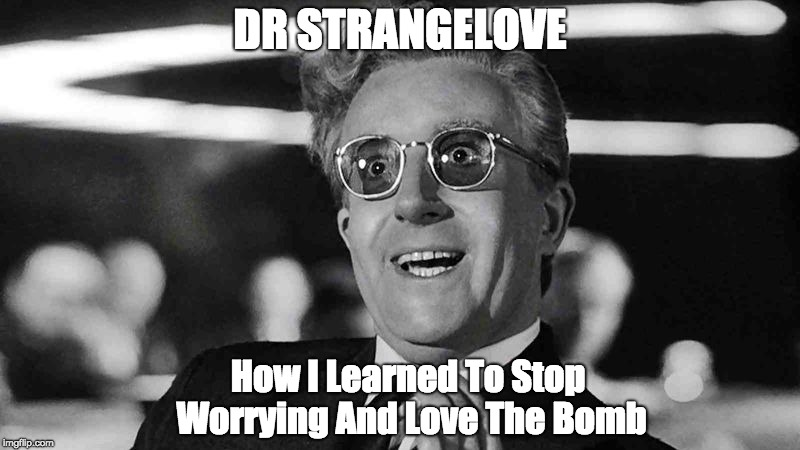 DR STRANGELOVE
How I Learned To Stop
Worrying And Love The Bomb
imgflip.com